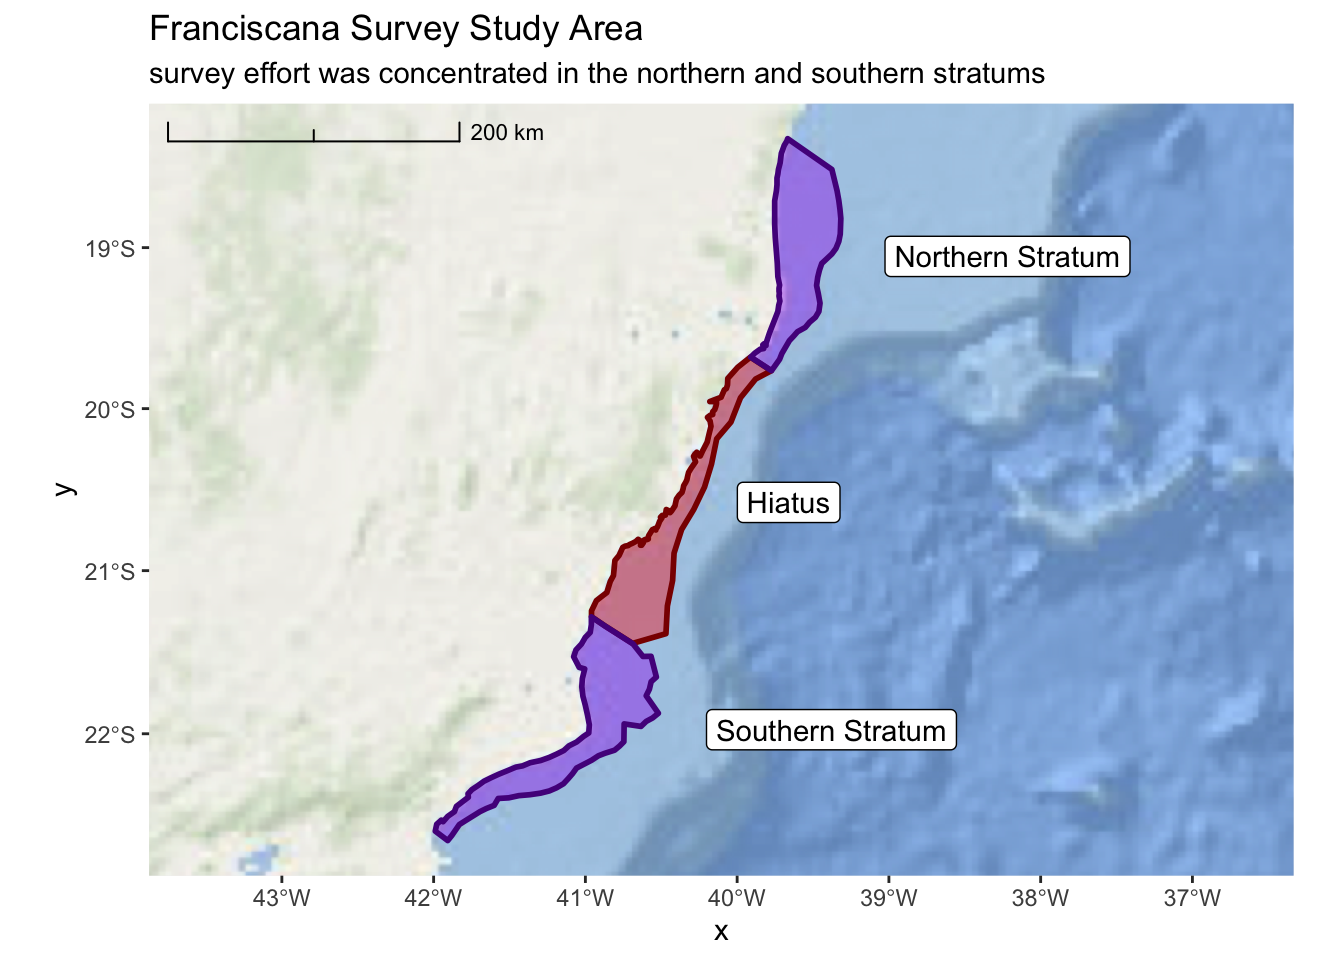 Franciscana Survey Study Area
survey effort was concentrated in the northern and southern stratums
200 km
Northern Stratum
Hiatus
Southern Stratum
19°S
20°S
21°S
22°S
y
43°W
42°W
41°W
40°W
39°W
38°W
37°W
x